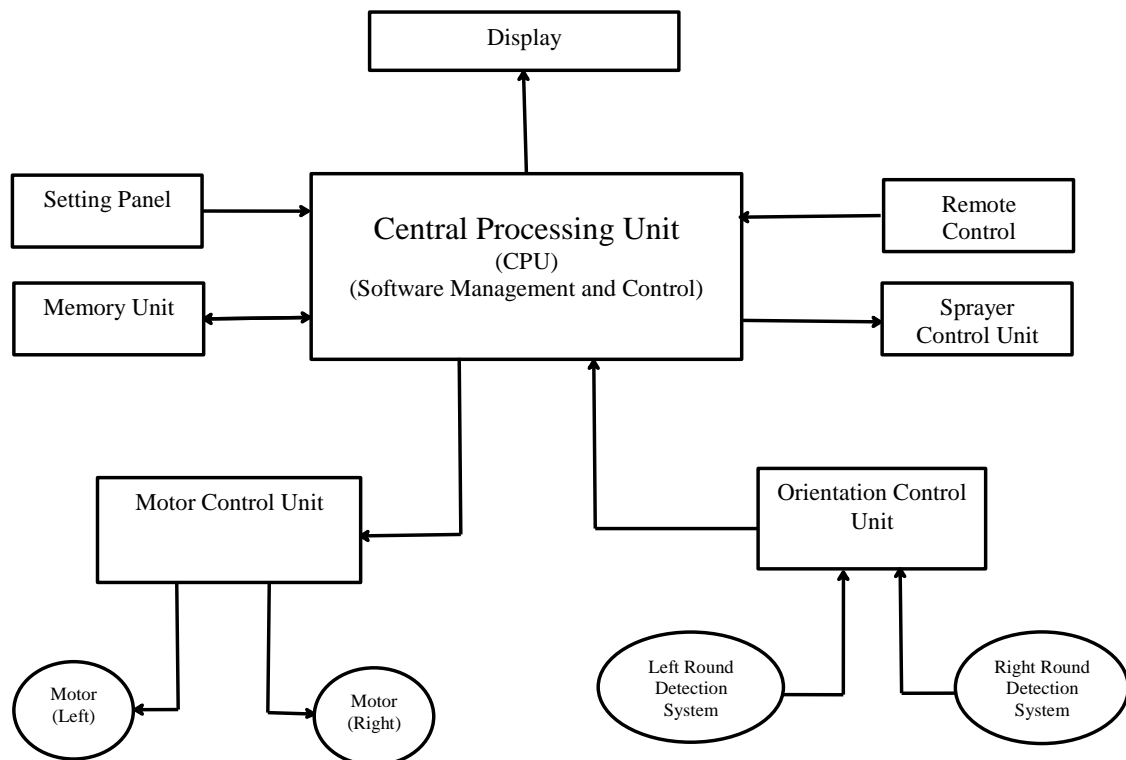 Display
Setting Panel
Central Processing Unit
(CPU)
(Software Management and Control)
Remote
Control
Memory Unit
Sprayer
Control Unit
Motor Control Unit
Orientation Control
Unit
Motor
(Left)
Motor
(Right)
Left Round
Detection
System
Right Round
Detection
System